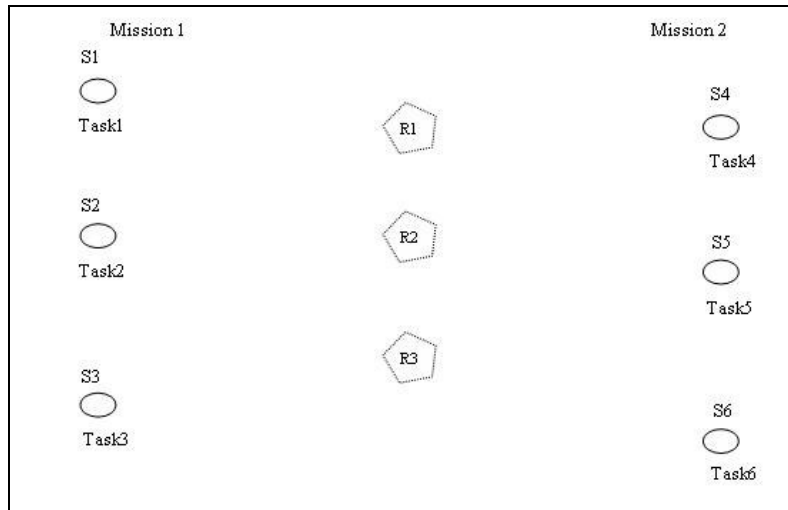 Mission 1
Mission 2
S1
Task1
R1
S4
Task4
S2
Task2
R2
S5
Task5
R3
S3
Task3
S6
Task6